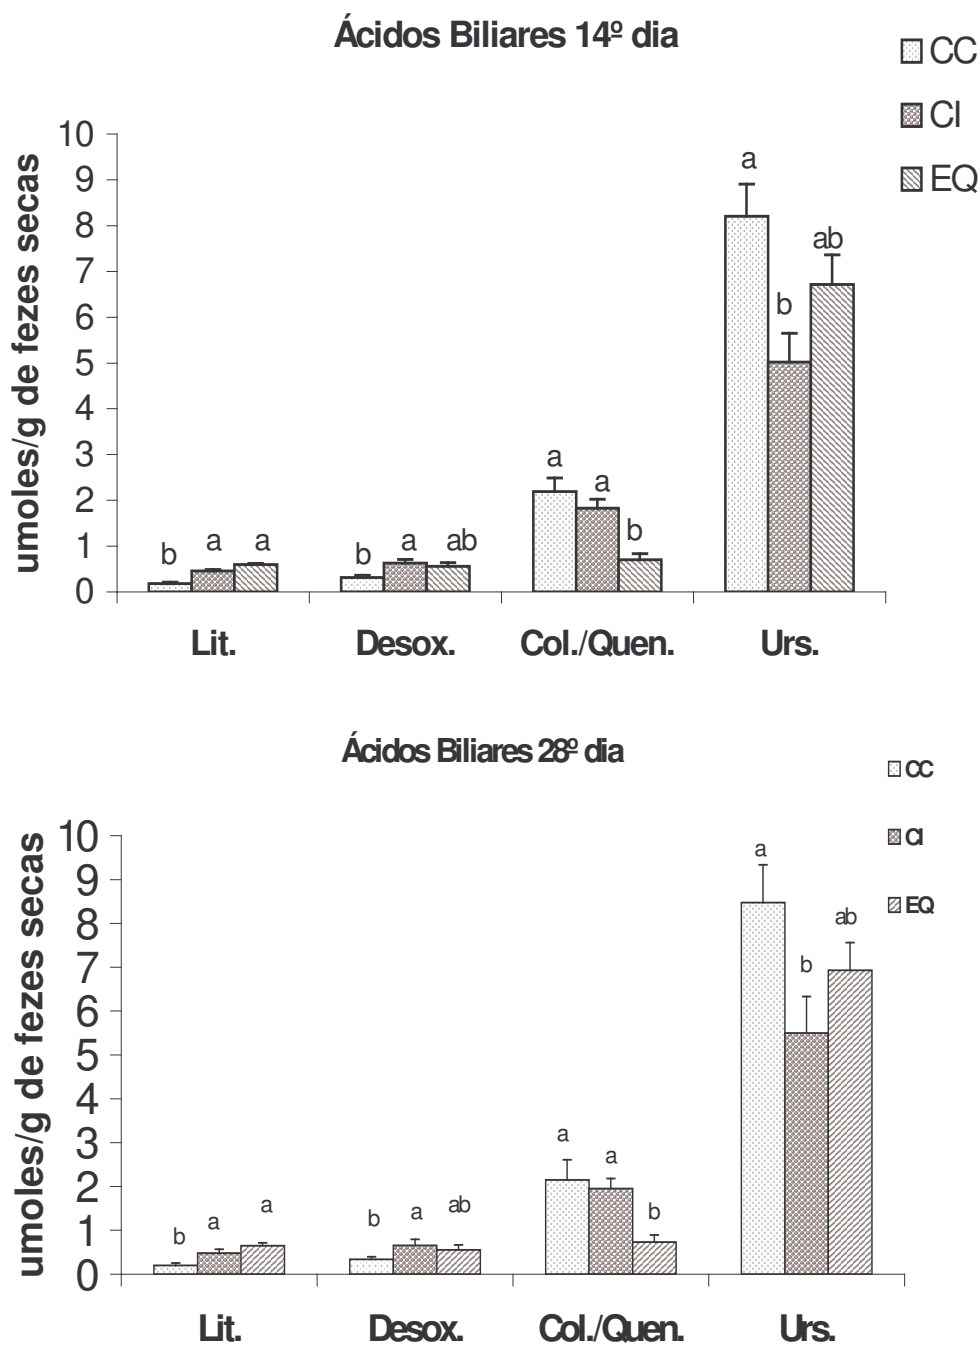 Ácidos Biliares 14º dia
CC
CI
EQ
umoles/g de fezes secas
10
9
8
7
6
5
4
3
2
1
0
b a a
b a ab
a a b
a b ab
Lit. Desox. Col./Quen. Urs.
Ácidos Biliares 28º dia
CC
CI
EQ
umoles/g de fezes secas
10
9
8
7
6
5
4
3
2
1
0
b a a
b a ab
a a b
a b ab
Lit. Desox. Col./Quen. Urs.